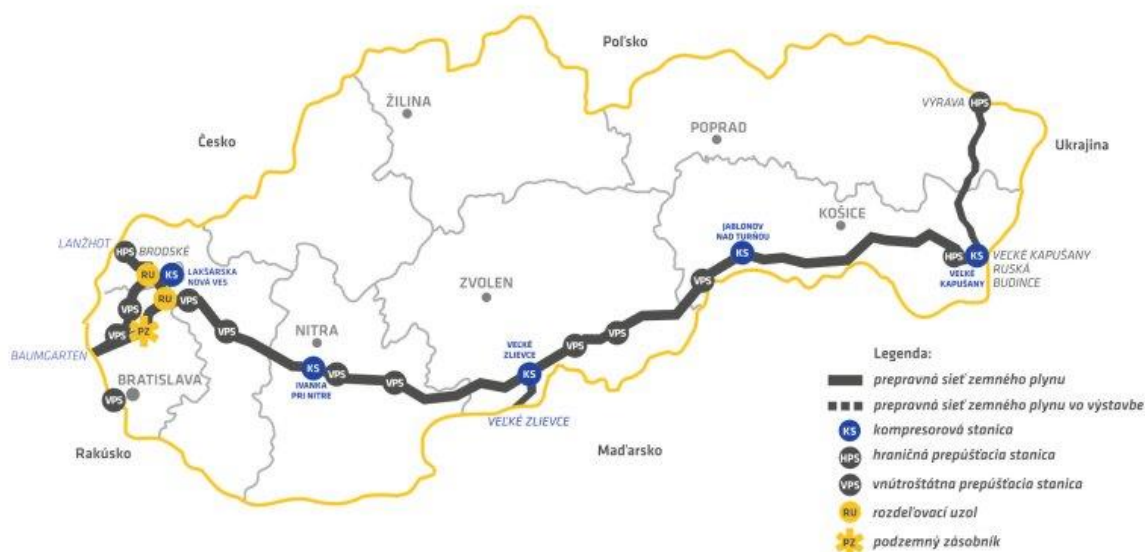 Poľsko
ŽILINA
POPRAD
VÝRAVA
HPS
Ukrajina
Česko
KOŠICE
JABLONOV
NAD TURŇOU
KS
LANŽHOT
HPS
BRODSKÉ
RU
KS
LAKŠÁRSKA
NOVÁ VES
HPS
KS
VEĽKÉ
KAPUŠANY
VEĽKÉ KAPUŠANY
RUSKÁ
BUDINCE
ZVOLEN
VPS
RU
VPS
VPS
VPS
PZ
VPS
NITRA
VPS
VPS
BAUMGARTEN
KS
IVANKA
PRI NITRE
VPS
VPS
VEĽKÉ
ZLIEVCE
KS
BRATISLAVA
VPS
VEĽKÉ ZLIEVCE
Rakúsko
Maďarsko
Legenda:
prepravná sieť zemného plynu
prepravná sieť zemného plynu vo výstavbe
KS kompresorová stanica
HPS hraničná prepúšťacia stanica
VPS vnútroštátna prepúšťacia stanica
RU rozdeľovací uzol
PZ podzemný zásobník